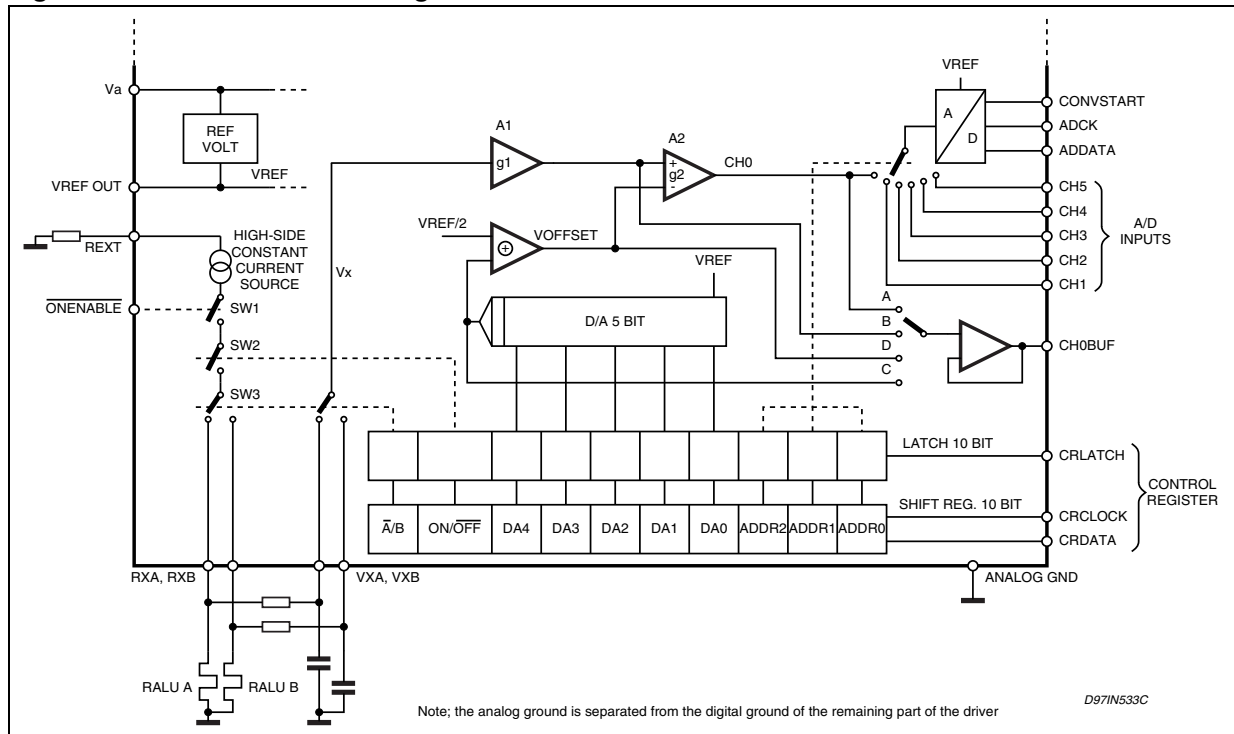 VREF
Va
CONVSTART
A
D
ADCK
ADDATA
REF
VOLT
A1
g1
A2
+
g2
-
CH0
VREF OUT
VREF
CH5
CH4
CH3
CH2
CH1
A/D
INPUTS
REXT
HIGH-SIDE
CONSTANT
CURRENT
SOURCE
VREF/2
+
VOFFSET
VREF
Vx
ONENABLE
SW1
SW2
SW3
D/A 5 BIT
A
B
D
C
CH0BUF
LATCH 10 BIT
CRLATCH
SHIFT REG. 10 BIT
CRCLOCK
CRDATA
CONTROL
REGISTER
A̅/B
ON/O̅F̅F̅
DA4
DA3
DA2
DA1
DA0
ADDR2
ADDR1
ADDR0
RXA, RXB
VXA, VXB
ANALOG GND
RALU A
RALU B
Note; the analog ground is separated from the digital ground of the remaining part of the driver
D97IN533C